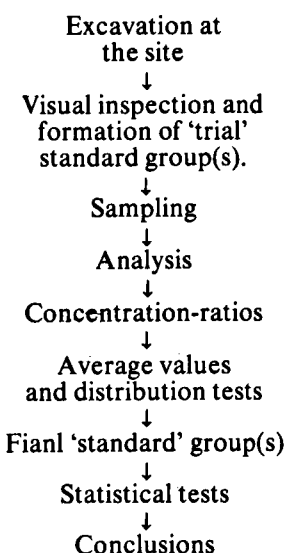 Excavation at
the site
↓
Visual inspection and
formation of ‘trial’
standard group(s).
↓
Sampling
↓
Analysis
↓
Concentration-ratios
↓
Average values
and distribution tests
↓
Fianl ‘standard’ group(s)
↓
Statistical tests
↓
Conclusions